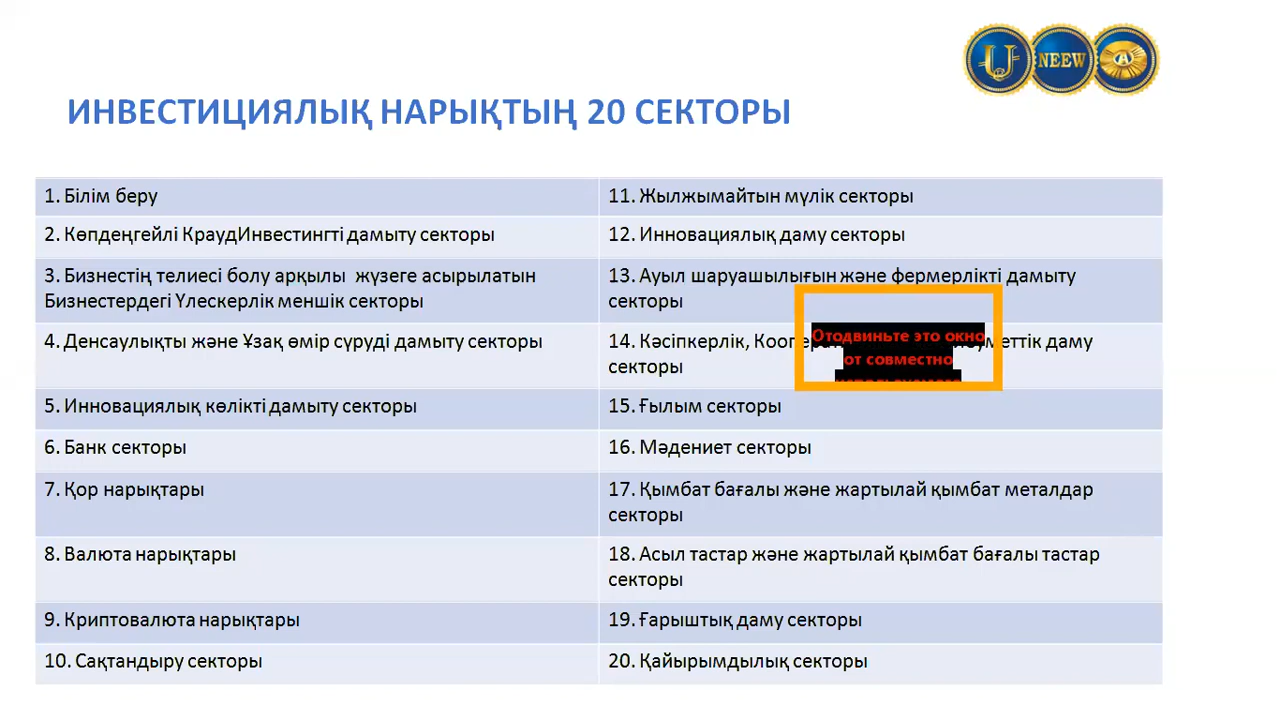 NEEW
ИНВЕСТИЦИЯЛЫҚ НАРЫҚТЫҢ 20 СЕКТОРЫ
1. Білім беру
2. Көпдеңгейлі КраудИнвестингті дамыту секторы
3. Бизнестің телиесі болу арқылы жүзеге асырылатын
Бизнестердегі Үлескерлік меншік секторы
4. Денсаулықты және Ұзақ өмір сүруді дамыту секторы
5. Инновациялық көлікті дамыту секторы
6. Банк секторы
7. Қор нарықтары
8. Валюта нарықтары
9. Криптовалюта нарықтары
10. Сақтандыру секторы
11. Жылжымайтын мүлік секторы
12. Инновациялық даму секторы
13. Ауыл шаруашылығын және фермерлікті дамыту
секторы
14. Кәсіпкерлік, даму
секторы
15. Ғылым секторы
16. Мәдениет секторы
17. Қымбат бағалы және жартылай қымбат металдар
секторы
18. Асыл тастар және жартылай қымбат бағалы тастар
секторы
19. Ғарыштық даму секторы
20. Қайырымдылық секторы
Отодвиньте это окно
от совместно